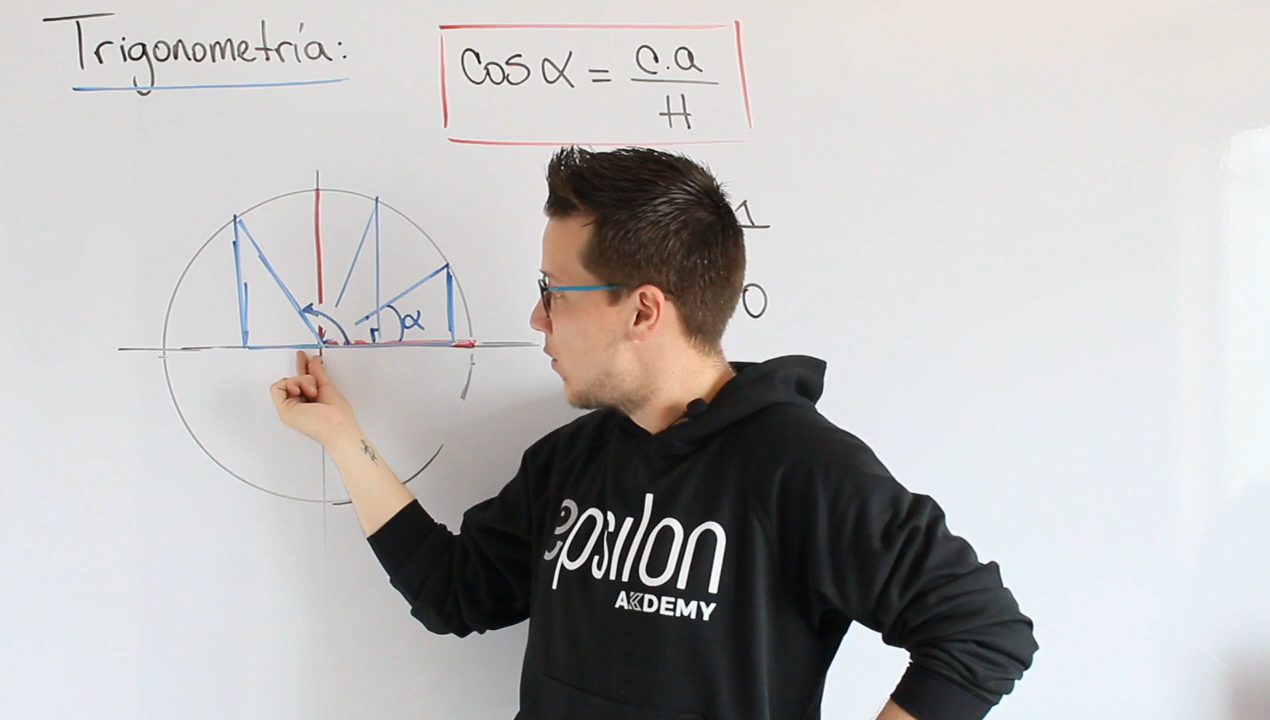 Trigonometría:
cos α = c.a
H
1
0
α
epsilon
AKDEMY